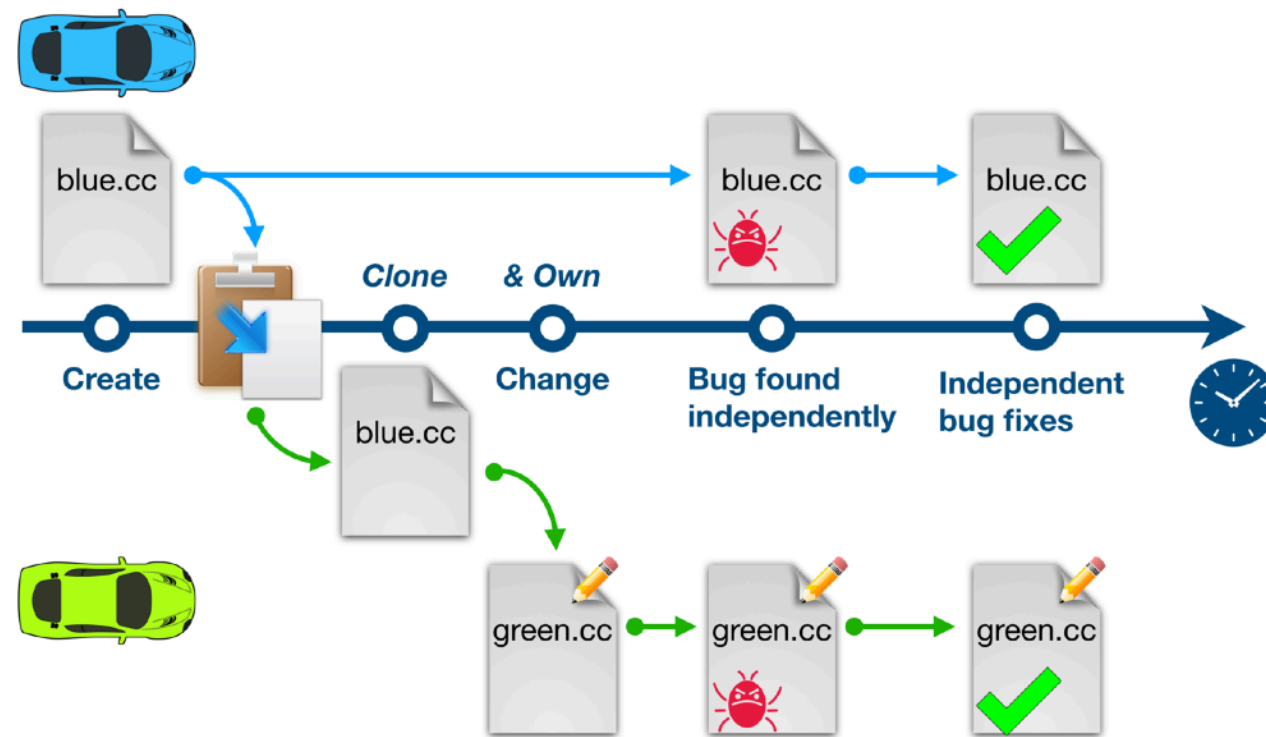 blue.cc
blue.cc
blue.cc
Clone
& Own
Create
Change
Bug found
independently
Independent
bug fixes
blue.cc
green.cc
green.cc
green.cc